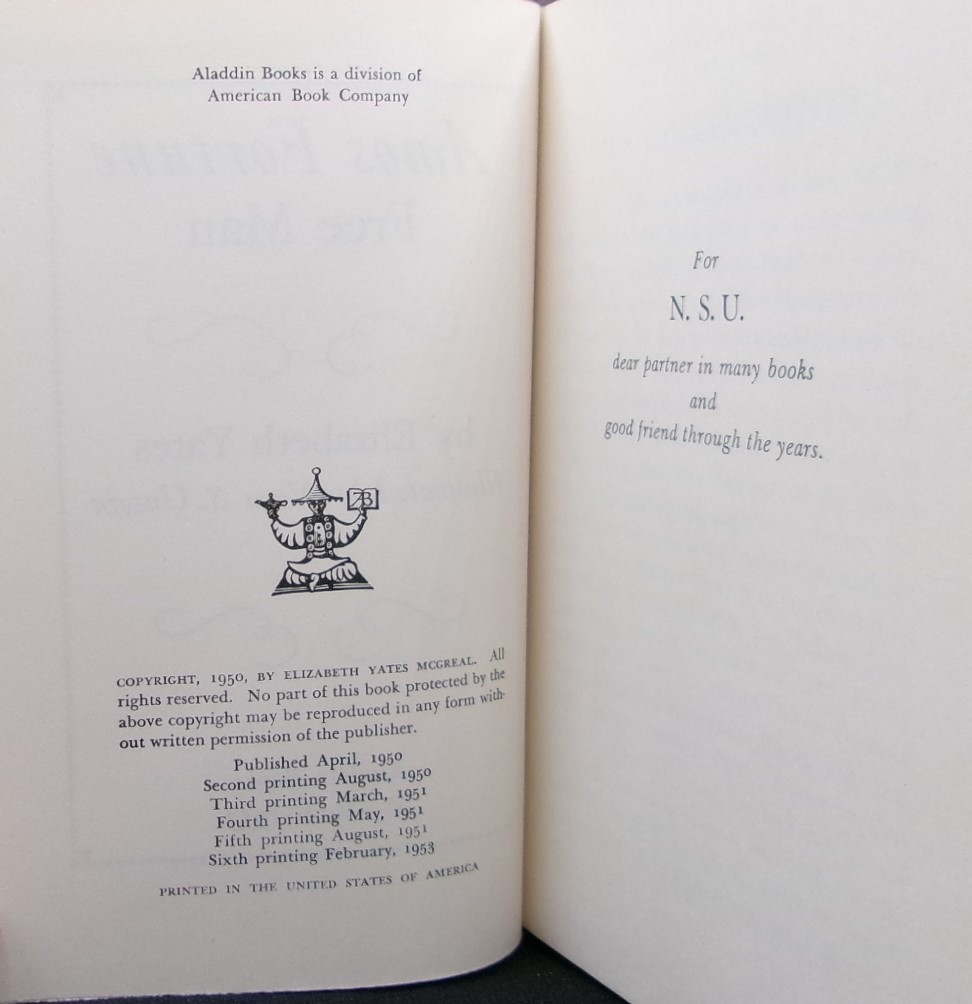 Aladdin Books is a division of
American Book Company
COPYRIGHT, 1950, BY ELIZABETH YATES MCGREAL. All
rights reserved. No part of this book protected by the
above copyright may be reproduced in any form with-
out written permission of the publisher.
Published April, 1950
Second printing August, 1950
Third printing March, 1951
Fourth printing May, 1951
Fifth printing August, 1951
Sixth printing February, 1953
PRINTED IN THE UNITED STATES OF AMERICA
For
N. S. U.
dear partner in many books
and
good friend through the years.